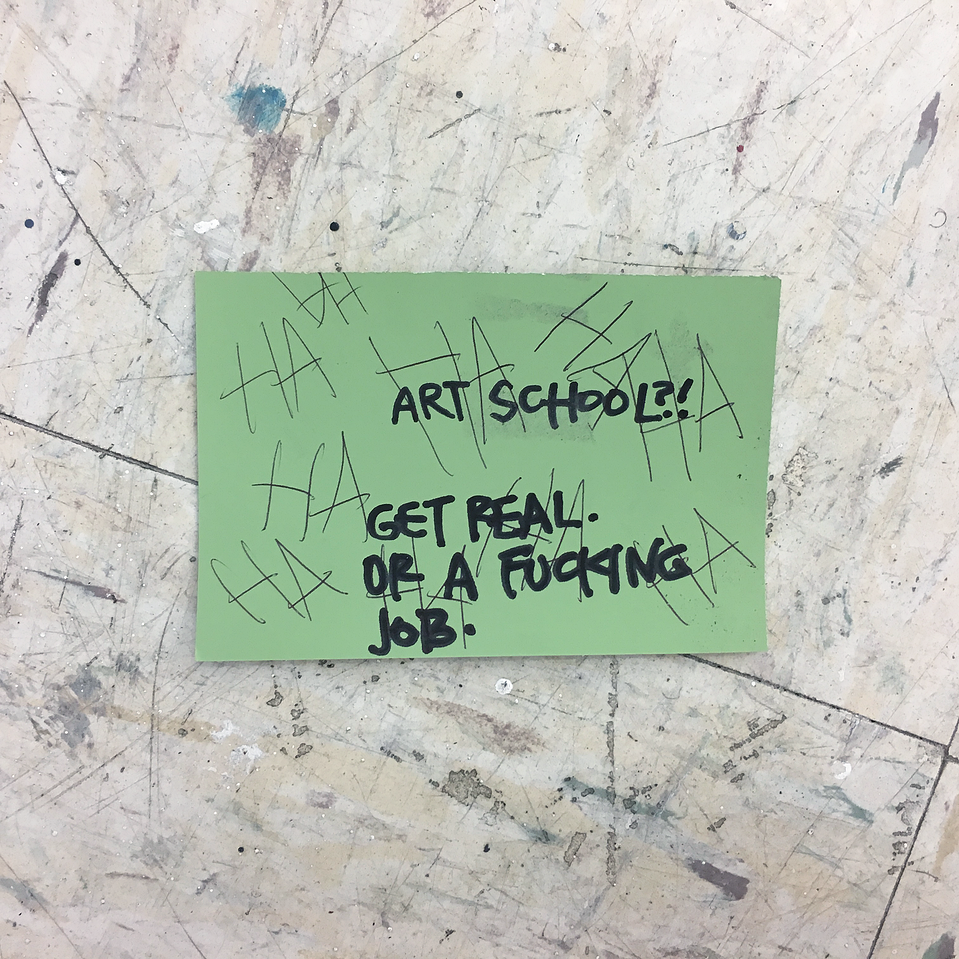 HA
HA HA HA HA
ART SCHOOL?!
HA HA
GET REAL.
OR A FUCKING
HA HA HA
JOB.